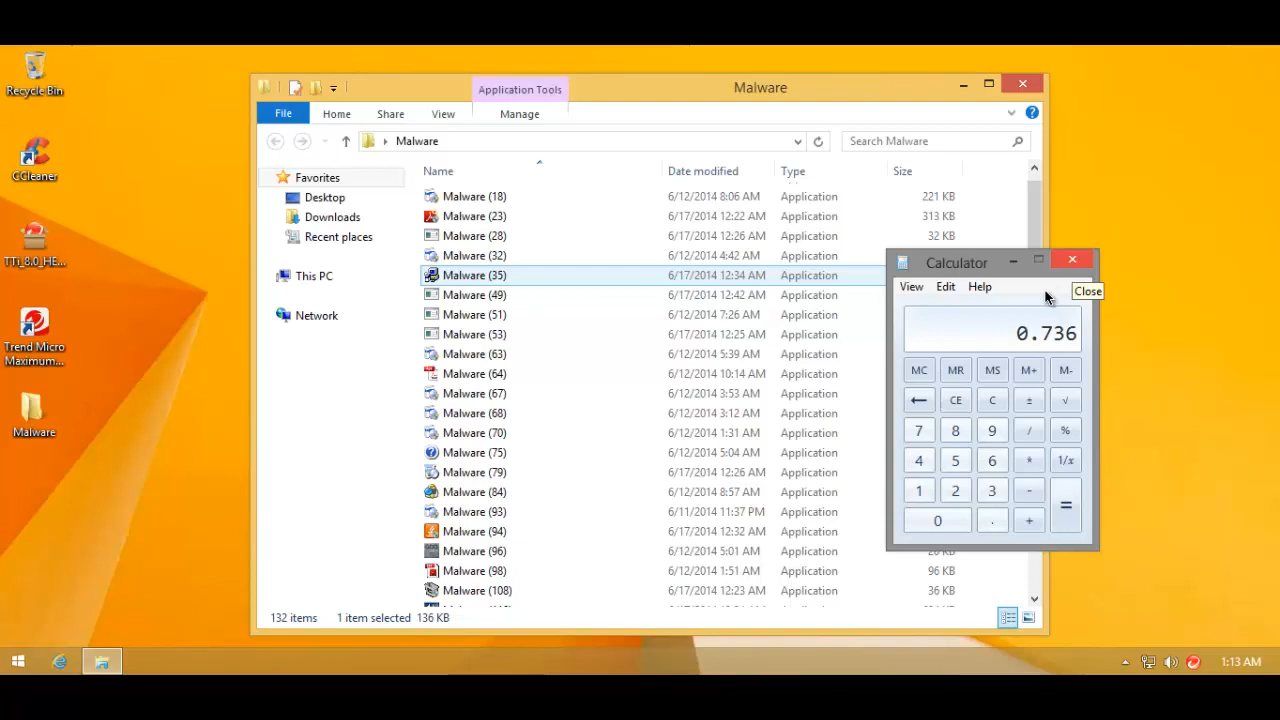 Recycle Bin
CCleaner
TTi_8.0_HE...
Trend Micro
Maximum...
Malware
Application Tools
Malware
File Home Share View Manage
Malware
Search Malware
Favorites
Desktop
Downloads
Recent places
This PC
Network
Name Date modified Type Size
Malware (18) 6/12/2014 8:06 AM Application 221 KB
Malware (23) 6/17/2014 12:22 AM Application 313 KB
Malware (28) 6/17/2014 12:26 AM Application 32 KB
Malware (32) 6/12/2014 4:42 AM Application
Malware (35) 6/17/2014 12:34 AM Application
Malware (49) 6/17/2014 12:42 AM Application
Malware (51) 6/12/2014 7:26 AM Application
Malware (53) 6/17/2014 12:25 AM Application
Malware (63) 6/12/2014 5:39 AM Application
Malware (64) 6/12/2014 10:14 AM Application
Malware (67) 6/12/2014 3:53 AM Application
Malware (68) 6/12/2014 3:12 AM Application
Malware (70) 6/12/2014 1:31 AM Application
Malware (75) 6/12/2014 5:04 AM Application
Malware (79) 6/17/2014 12:26 AM Application
Malware (84) 6/12/2014 8:57 AM Application
Malware (93) 6/11/2014 11:37 PM Application
Malware (94) 6/17/2014 12:32 AM Application
Malware (96) 6/12/2014 5:01 AM Application
Malware (98) 6/12/2014 1:51 AM Application 96 KB
Malware (108) 6/17/2014 12:23 AM Application 36 KB
132 items 1 item selected 136 KB
Calculator
Close
View Edit Help
0.736
MC MR MS M+ M-
← CE C ± √
7 8 9 / %
4 5 6 * 1/x
1 2 3 - =
0 . +
1:13 AM